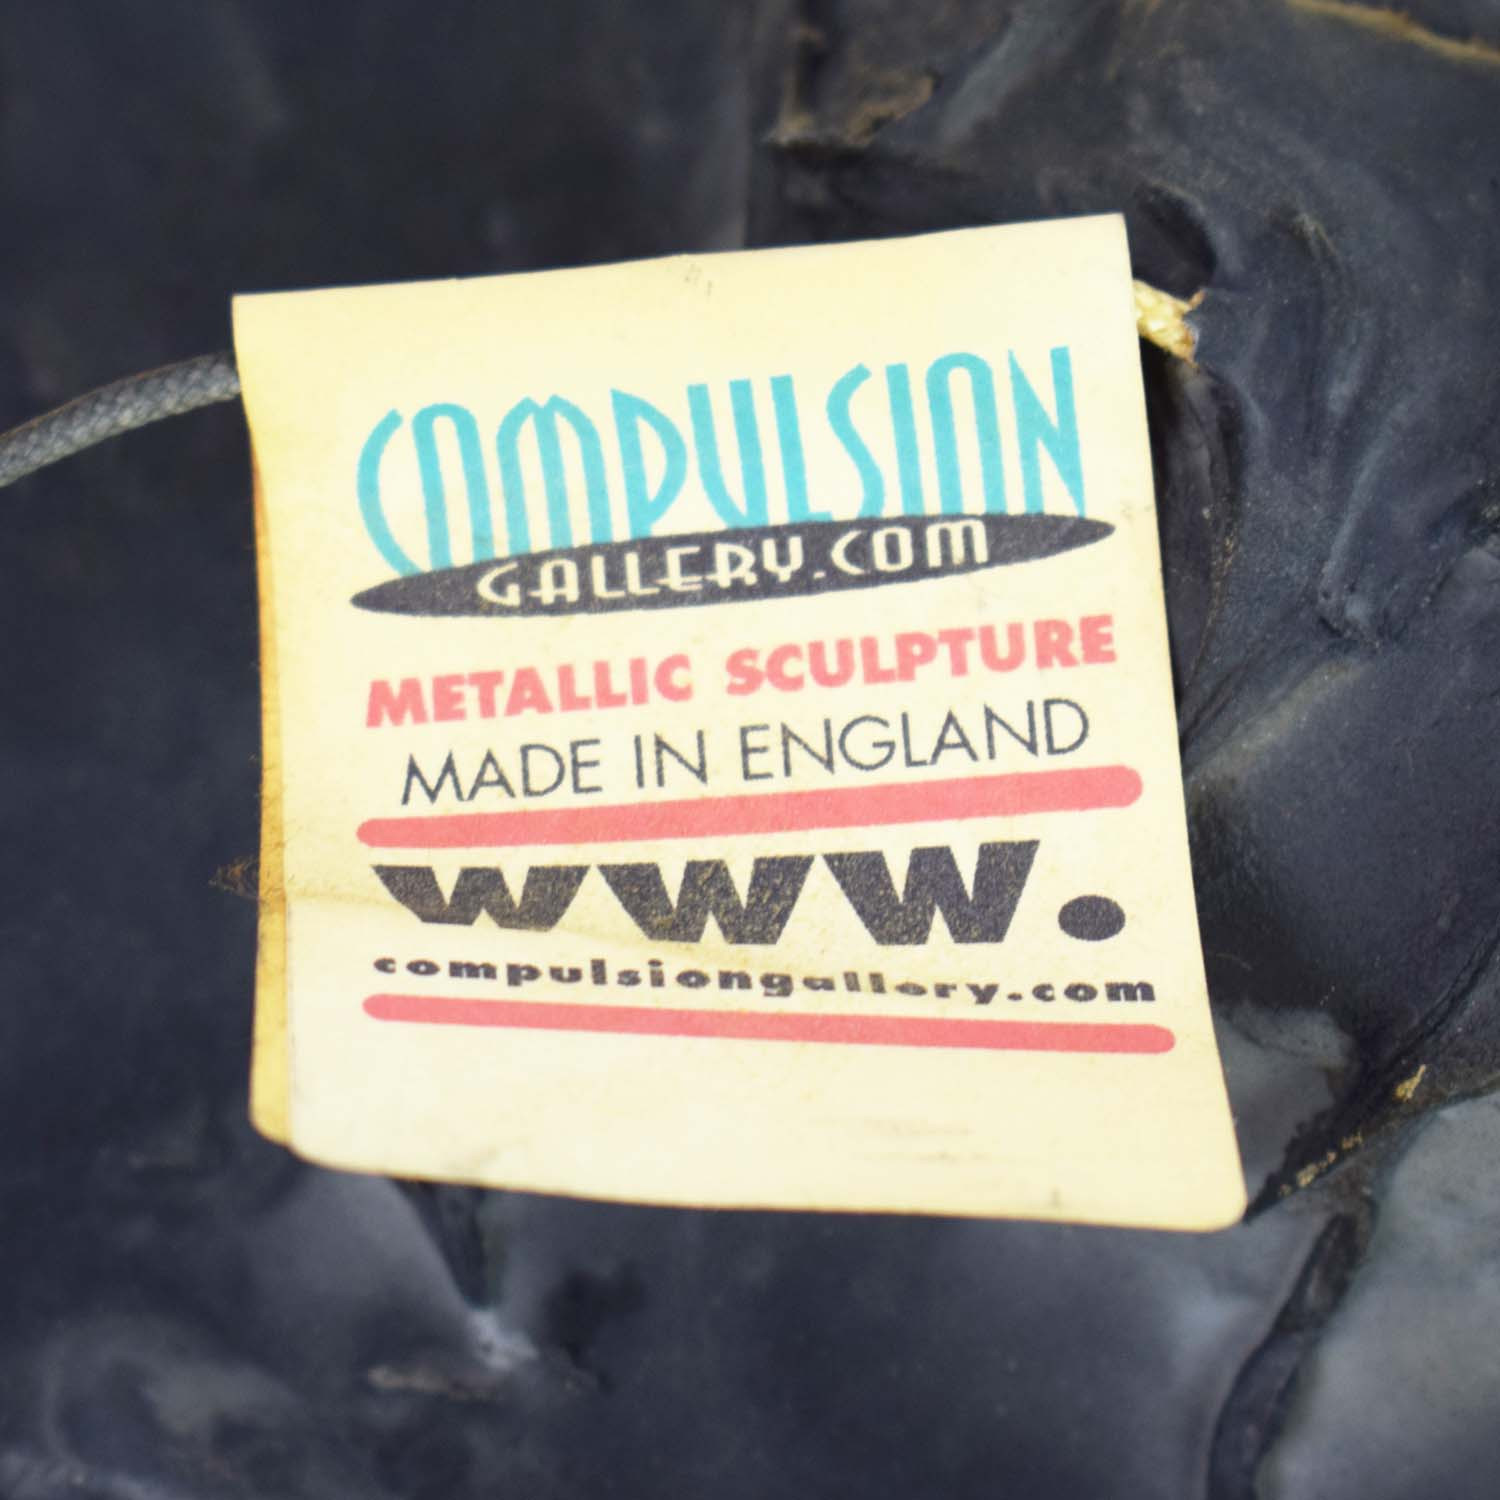 COMPULSION
GALLERY.COM
METALLIC SCULPTURE
MADE IN ENGLAND
www.
compulsiongallery.com